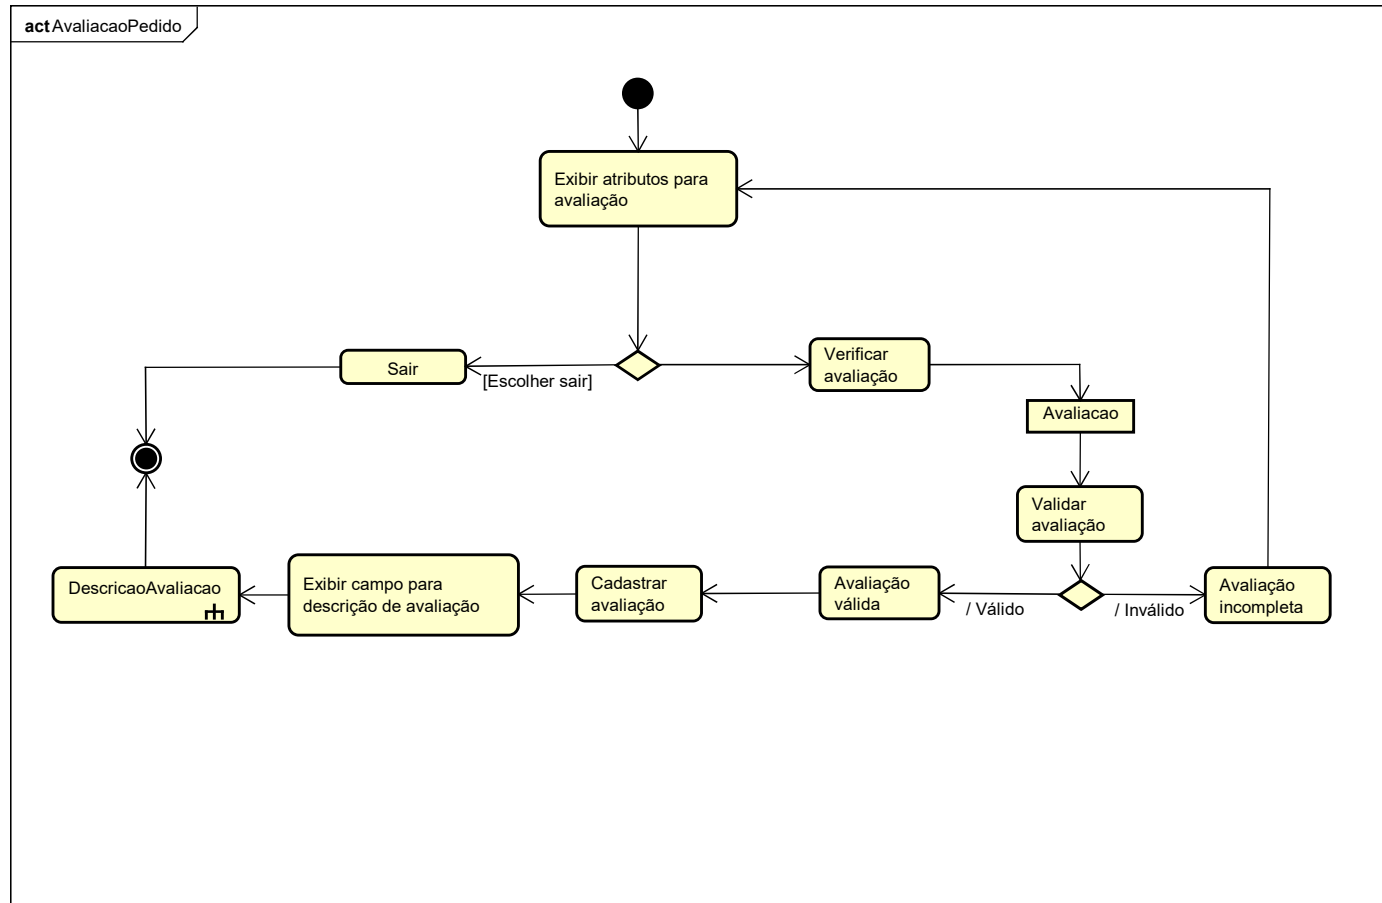 act AvaliacaoPedido
Exibir atributos para
avaliação
Sair
[Escolher sair]
Verificar
avaliação
Avaliacao
Validar
avaliação
DescricaoAvaliacao
Exibir campo para
descrição de avaliação
Cadastrar
avaliação
Avaliação
válida
/ Válido
/ Inválido
Avaliação
incompleta